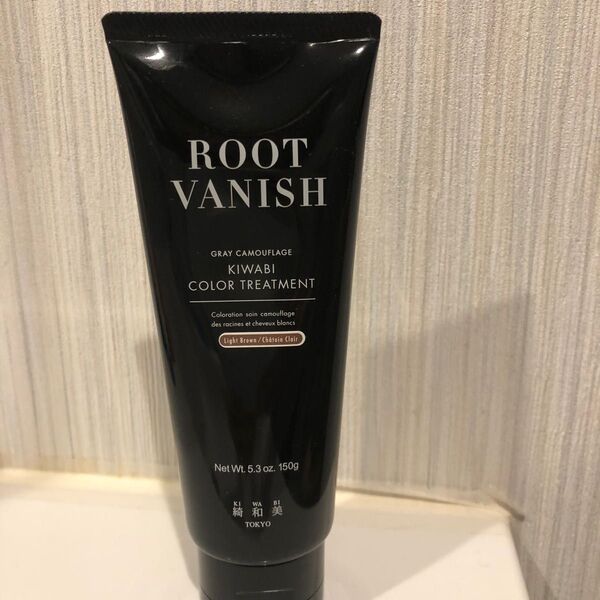 ROOT
VANISH
GRAY CAMOUFLAGE
KIWABI
COLOR TREATMENT
Coloration soin camouflage
des racines et cheveux blancs
Light Brown/Châtain Clair
Net Wt. 5.3 oz. 150g
KI WA BI
綺和美
TOKYO